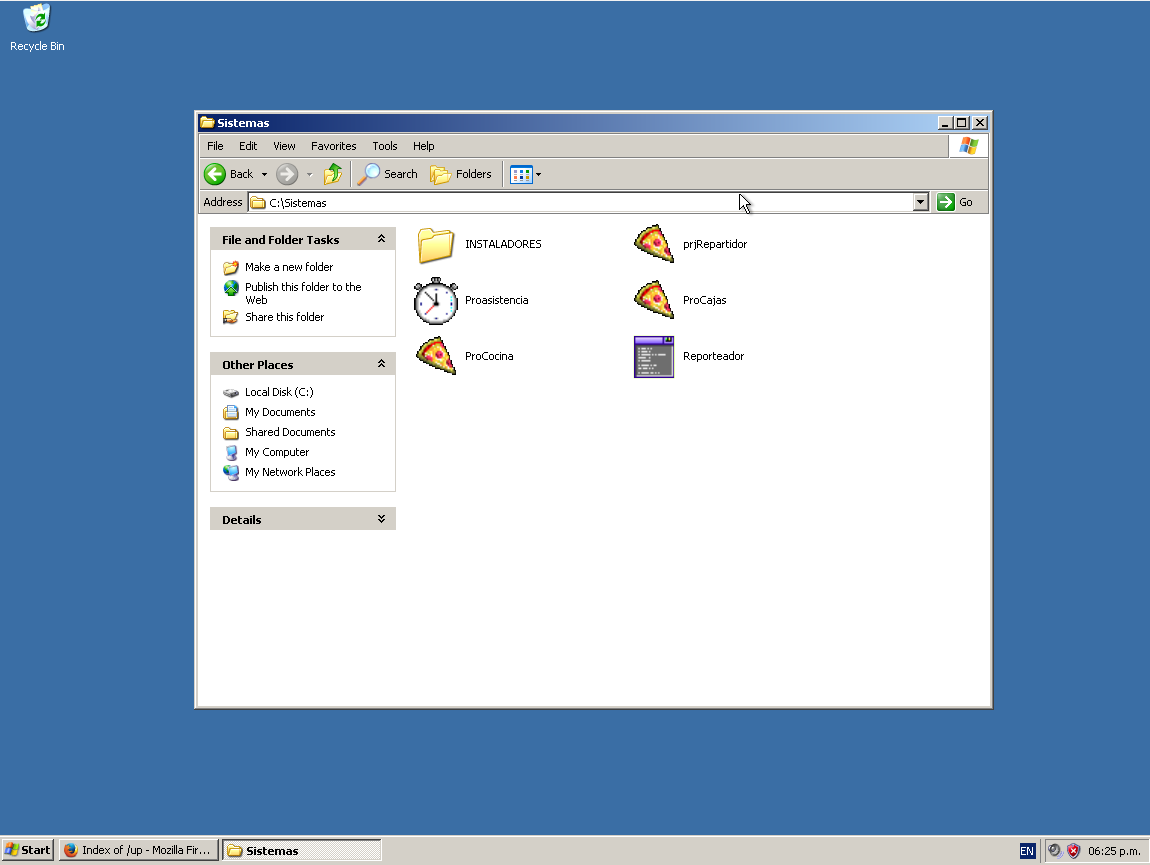 Recycle Bin
Sistemas
File Edit View Favorites Tools Help
Back Search Folders
Address C:\Sistemas Go
File and Folder Tasks
Make a new folder
Publish this folder to the
Web
Share this folder
Other Places
Local Disk (C:)
My Documents
Shared Documents
My Computer
My Network Places
Details
INSTALADORES prjRepartidor
Proasistencia ProCajas
ProCocina Reporteador
Start Index of /up - Mozilla Fir... Sistemas EN 06:25 p.m.